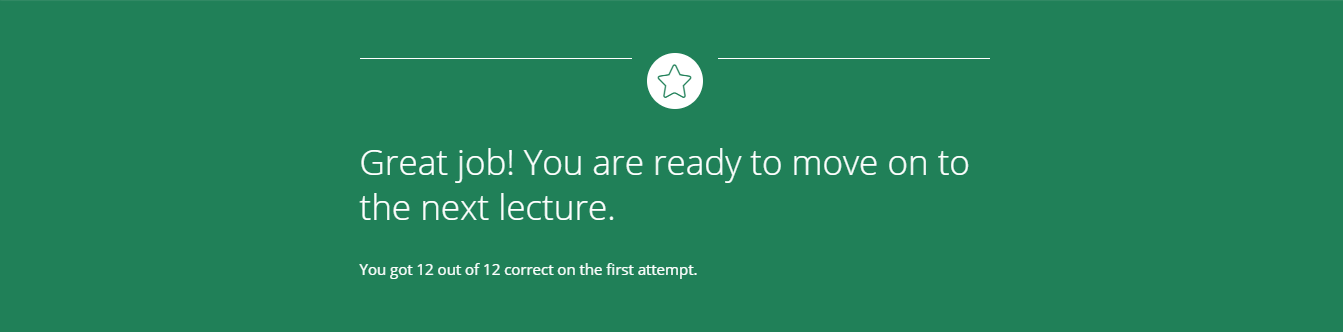 Great job! You are ready to move on to
the next lecture.
You got 12 out of 12 correct on the first attempt.